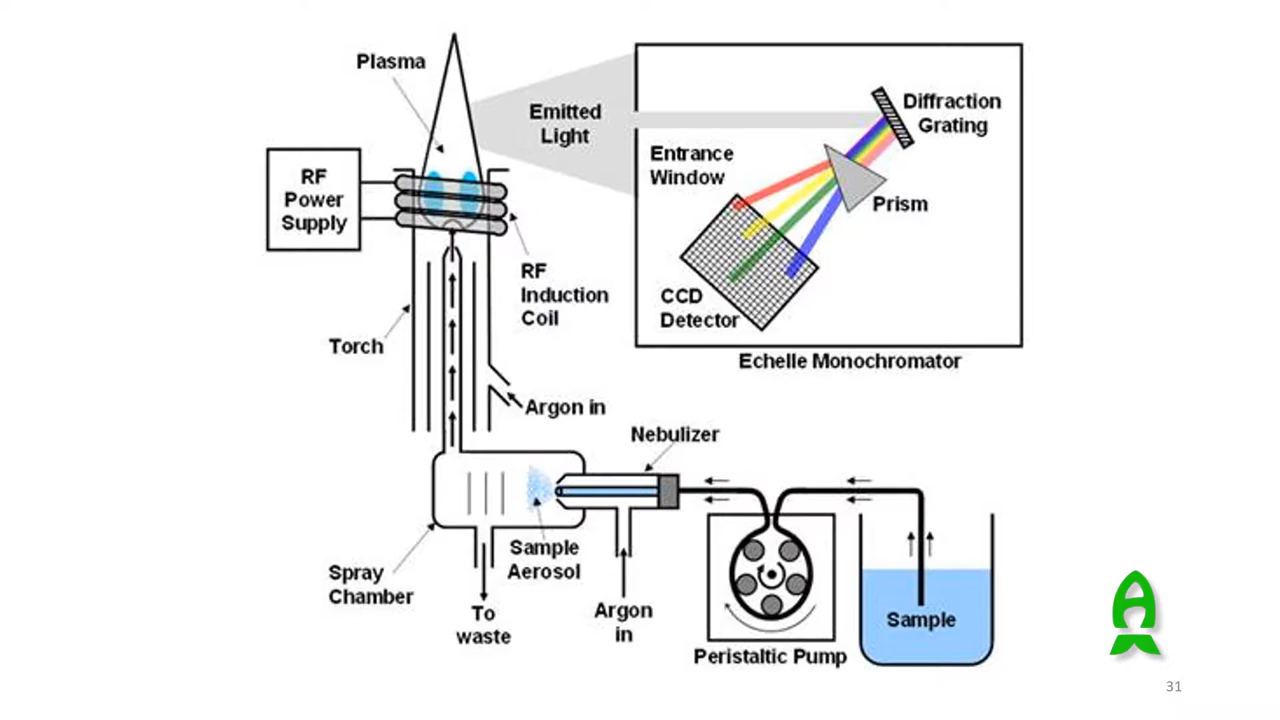 Plasma
Emitted
Light
Diffraction
Grating
Entrance
Window
RF
Power
Supply
Prism
RF
Induction
Coil
CCD
Detector
Torch
Echelle Monochromator
Argon in
Nebulizer
Sample
Aerosol
Spray
Chamber
To
waste
Argon
in
Sample
Peristaltic Pump
31